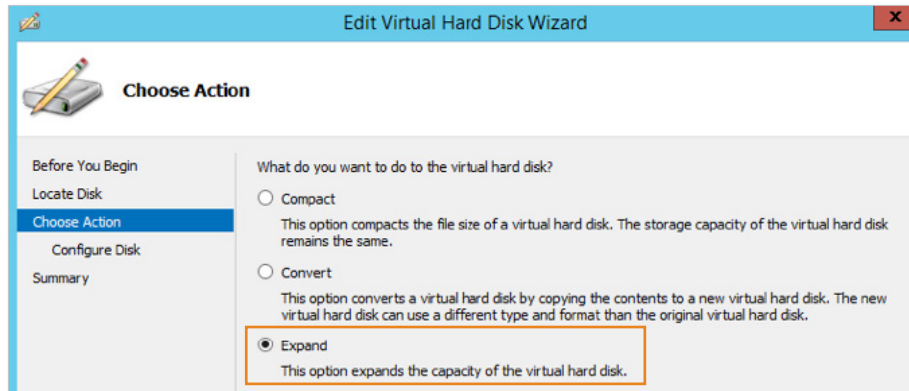 Edit Virtual Hard Disk Wizard
x
Choose Action
Before You Begin
Locate Disk
Choose Action
Configure Disk
Summary
What do you want to do to the virtual hard disk?
Compact
This option compacts the file size of a virtual hard disk. The storage capacity of the virtual hard disk
remains the same.
Convert
This option converts a virtual hard disk by copying the contents to a new virtual hard disk. The new
virtual hard disk can use a different type and format than the original virtual hard disk.
Expand
This option expands the capacity of the virtual hard disk.